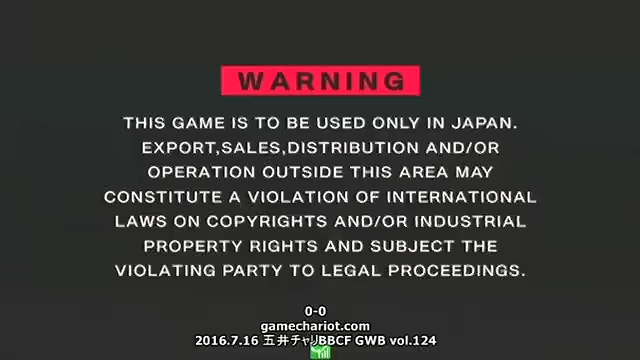 WARNING
THIS GAME IS TO BE USED ONLY IN JAPAN.
EXPORT,SALES,DISTRIBUTION AND/OR
OPERATION OUTSIDE THIS AREA MAY
CONSTITUTE A VIOLATION OF INTERNATIONAL
LAWS ON COPYRIGHTS AND/OR INDUSTRIAL
PROPERTY RIGHTS AND SUBJECT THE
VIOLATING PARTY TO LEGAL PROCEEDINGS.
0-0
gamechariot.com
2016.7.16 五井チャリBBCF GWB vol.124